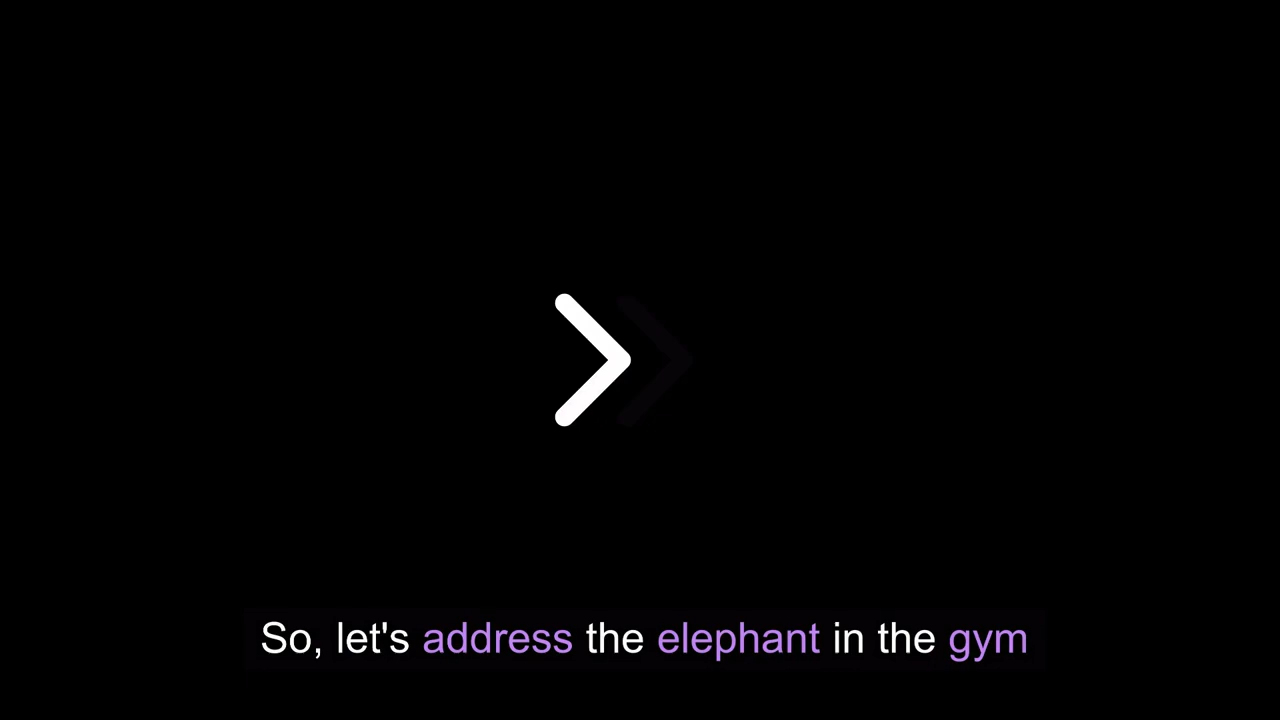 So, let's address the elephant in the gym